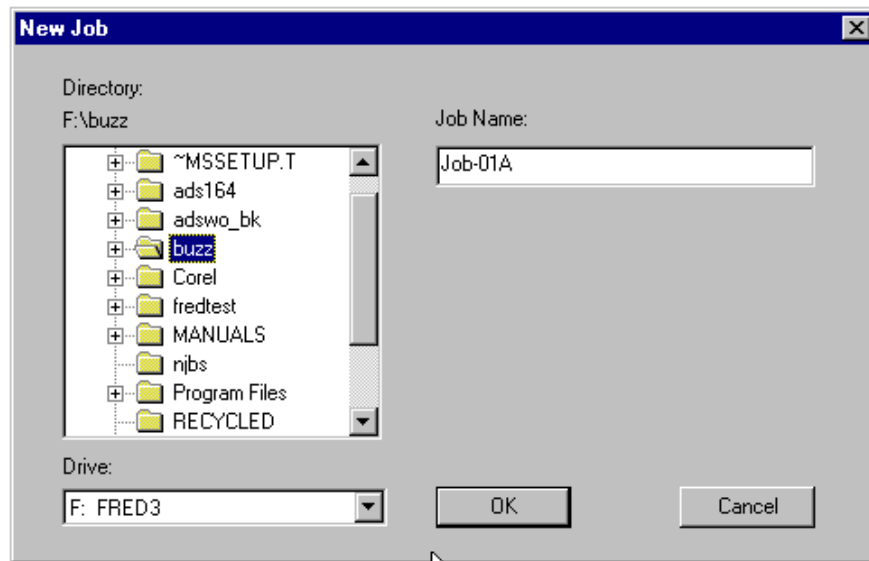 New Job
Directory:
F:\buzz
~MSSETUP.T
ads164
adswo_bk
buzz
Corel
fredtest
MANUALS
njbs
Program Files
RECYCLED
Drive:
F: FRED3
Job Name:
Job-01A
OK
Cancel